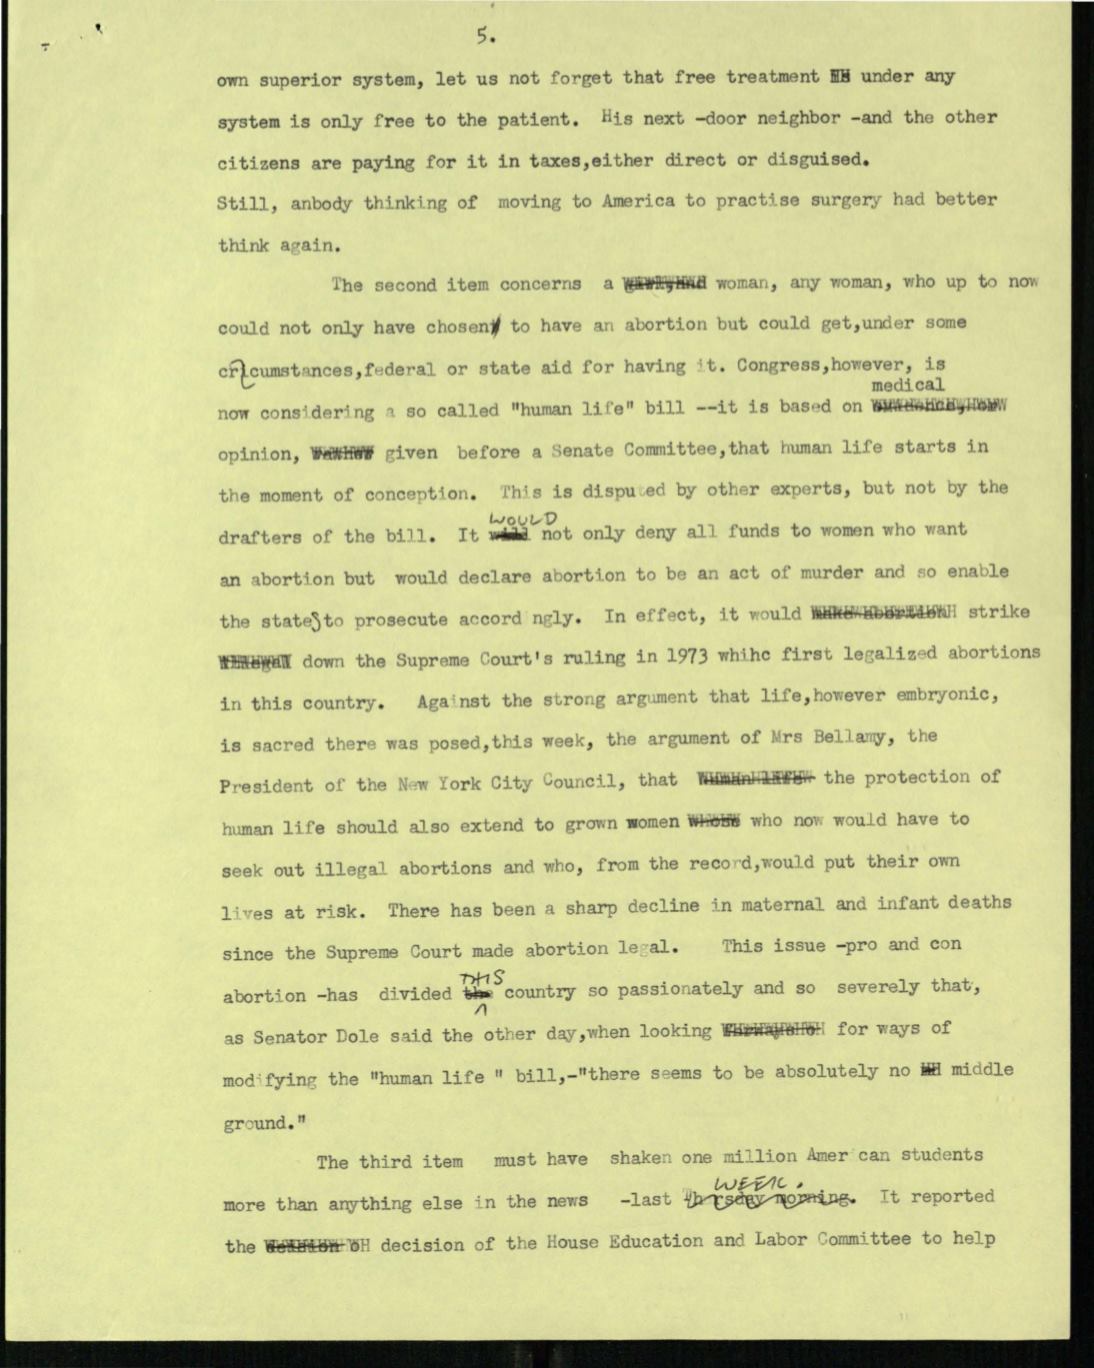 5.
own superior system, let us not forget that free treatment under any
system is only free to the patient. His next -door neighbor -and the other
citizens are paying for it in taxes,either direct or disguised.
Still, anbody thinking of moving to America to practise surgery had better
think again.
The second item concerns a woman, any woman, who up to now
could not only have chosen to have an abortion but could get,under some
circumstances,federal or state aid for having it. Congress,however, is
medical
now considering a so called "human life" bill --it is based on
opinion, given before a Senate Committee,that human life starts in
the moment of conception. This is disputed by other experts, but not by the
WOULD
drafters of the bill. It will not only deny all funds to women who want
an abortion but would declare abortion to be an act of murder and so enable
the states to prosecute accord ngly. In effect, it would make abortion strike
illegal down the Supreme Court's ruling in 1973 whihc first legalized abortions
in this country. Against the strong argument that life,however embryonic,
is sacred there was posed,this week, the argument of Mrs Bellamy, the
President of the New York City Council, that human life the protection of
human life should also extend to grown women whose who now would have to
seek out illegal abortions and who, from the record,would put their own
lives at risk. There has been a sharp decline in maternal and infant deaths
since the Supreme Court made abortion legal. This issue -pro and con
THIS
abortion -has divided the country so passionately and so severely that,
as Senator Dole said the other day,when looking for ways of
modifying the "human life " bill,-"there seems to be absolutely no middle
ground."
The third item must have shaken one million Amer can students
WEEK.
more than anything else in the news -last Thrsday morning. It reported
the decision of the House Education and Labor Committee to help